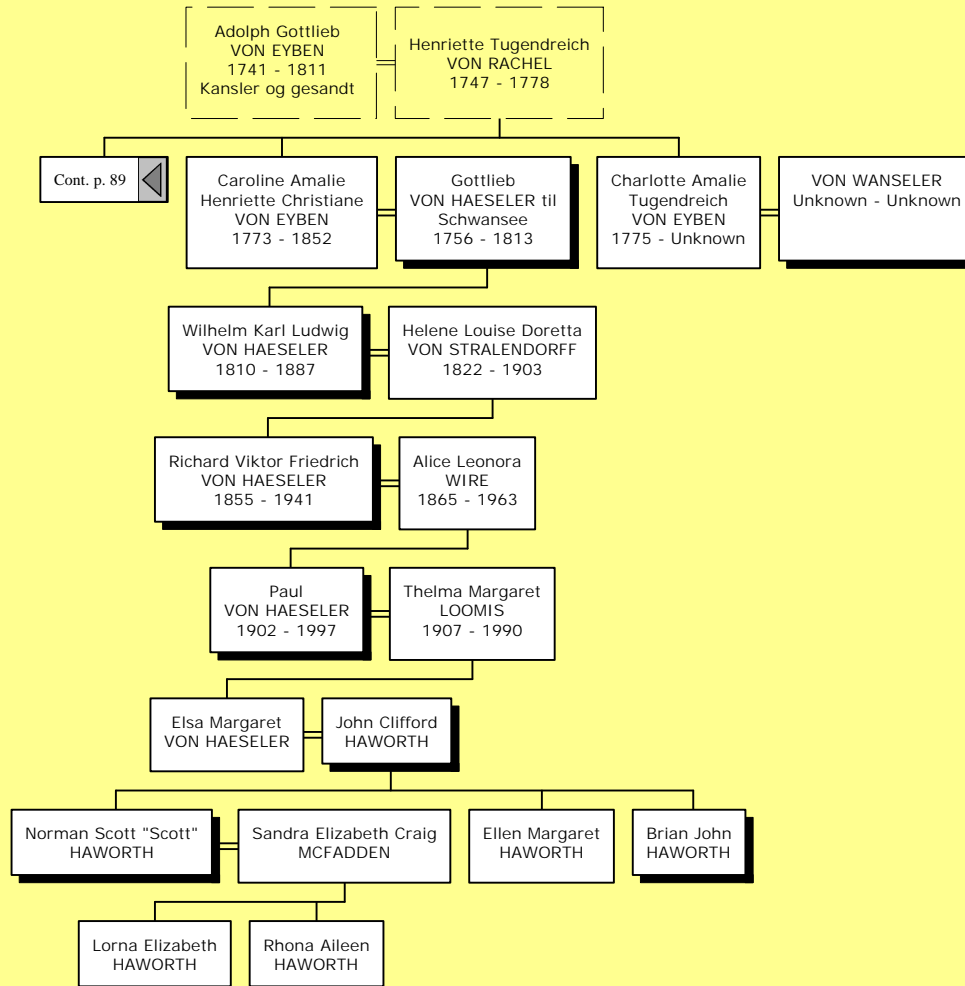 Adolph Gottlieb
VON EYBEN
1741 - 1811
Kansler og gesandt
Henriette Tugendreich
VON RACHEL
1747 - 1778
Cont. p. 89
Caroline Amalie
Henriette Christiane
VON EYBEN
1773 - 1852
Gottlieb
VON HAESELER til
Schwansee
1756 - 1813
Charlotte Amalie
Tugendreich
VON EYBEN
1775 - Unknown
VON WANSELER
Unknown - Unknown
Wilhelm Karl Ludwig
VON HAESELER
1810 - 1887
Helene Louise Doretta
VON STRALENDORFF
1822 - 1903
Richard Viktor Friedrich
VON HAESELER
1855 - 1941
Alice Leonora
WIRE
1865 - 1963
Paul
VON HAESELER
1902 - 1997
Thelma Margaret
LOOMIS
1907 - 1990
Elsa Margaret
VON HAESELER
John Clifford
HAWORTH
Norman Scott "Scott"
HAWORTH
Sandra Elizabeth Craig
MCFADDEN
Ellen Margaret
HAWORTH
Brian John
HAWORTH
Lorna Elizabeth
HAWORTH
Rhona Aileen
HAWORTH